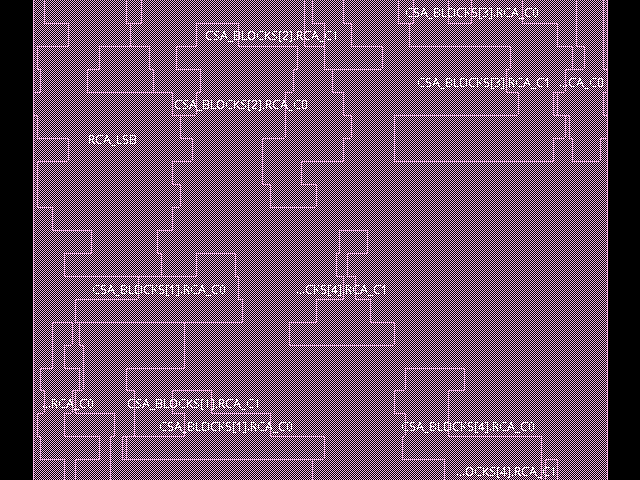 CSA_BLOCKS[3].RCA_C0
CSA_BLOCKS[2].RCA_C1
CSA_BLOCKS[3].RCA_C1
CA_C0
CSA_BLOCKS[2].RCA_C0
RCA_LSB
CSA_BLOCKS[1].RCA_C0
CKS[4].RCA_C1
.RCA_C0
CSA_BLOCKS[1].RCA_C1
CSA_BLOCKS[1].RCA_C0
CSA_BLOCKS[4].RCA_C0
OCKS[4].RCA_C1